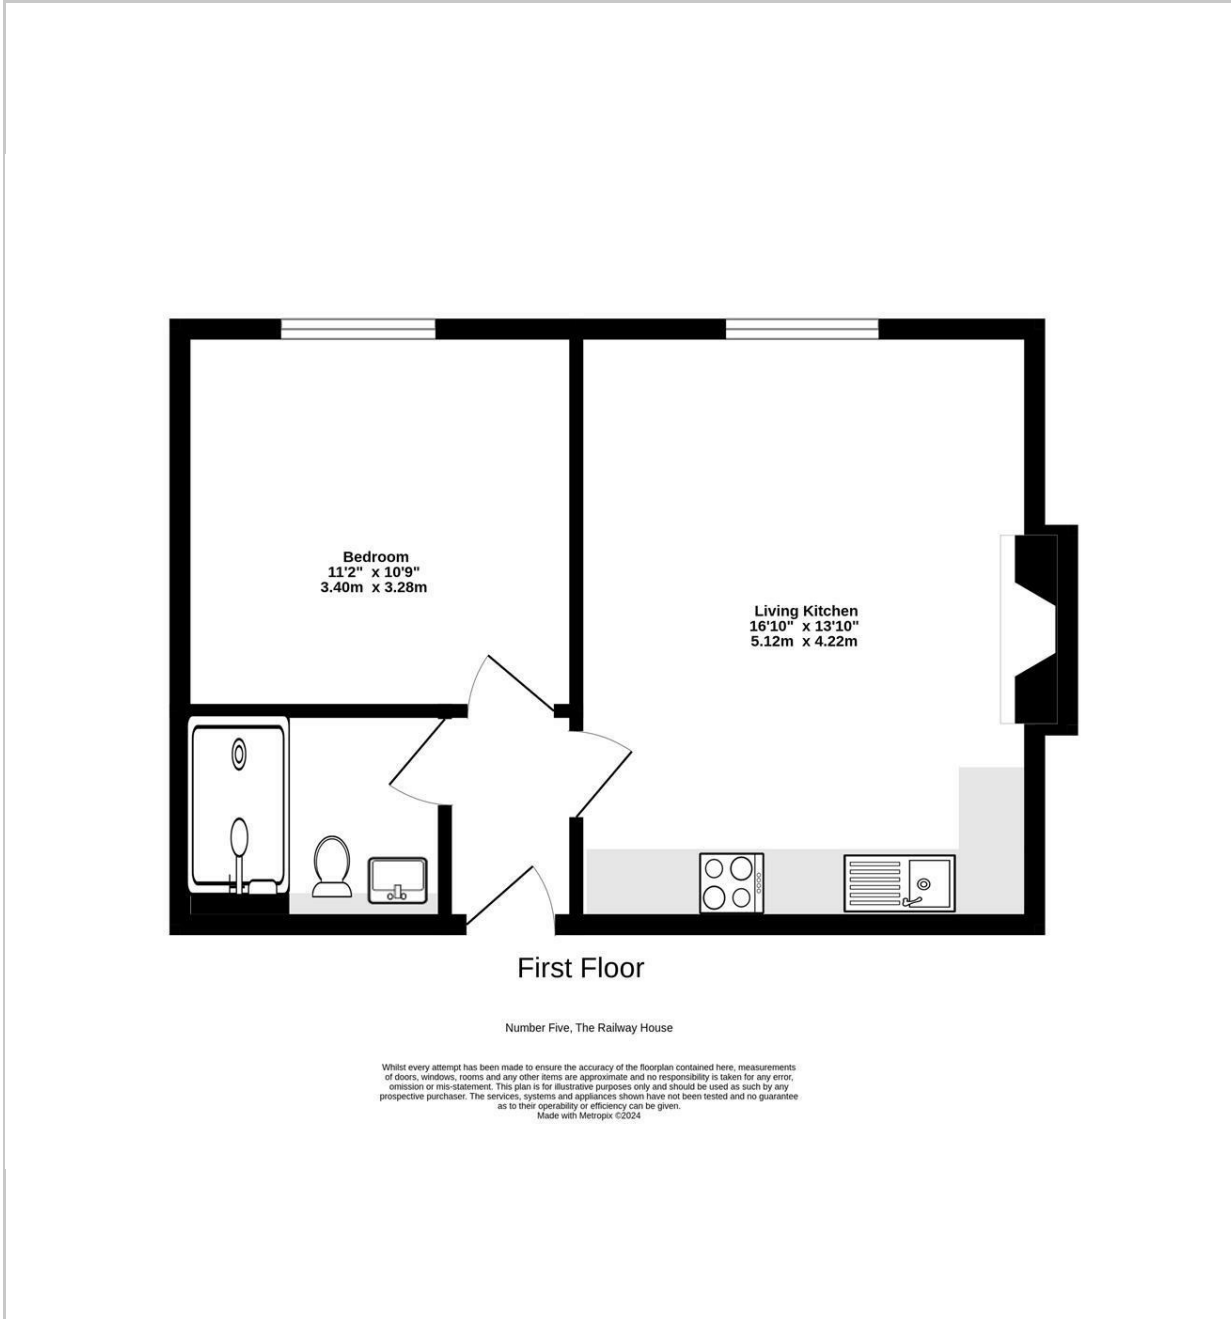 Bedroom
11'2" x 10'9"
3.40m x 3.28m
Living Kitchen
16'10" x 13'10"
5.12m x 4.22m
First Floor
Number Five, The Railway House
Whilst every attempt has been made to ensure the accuracy of the floorplan contained here, measurements
of doors, windows, rooms and any other items are approximate and no responsibility is taken for any error,
omission or mis-statement. This plan is for illustrative purposes only and should be used as such by any
prospective purchaser. The services, systems and appliances shown have not been tested and no guarantee
as to their operability or efficiency can be given.
Made with Metropix ©2024